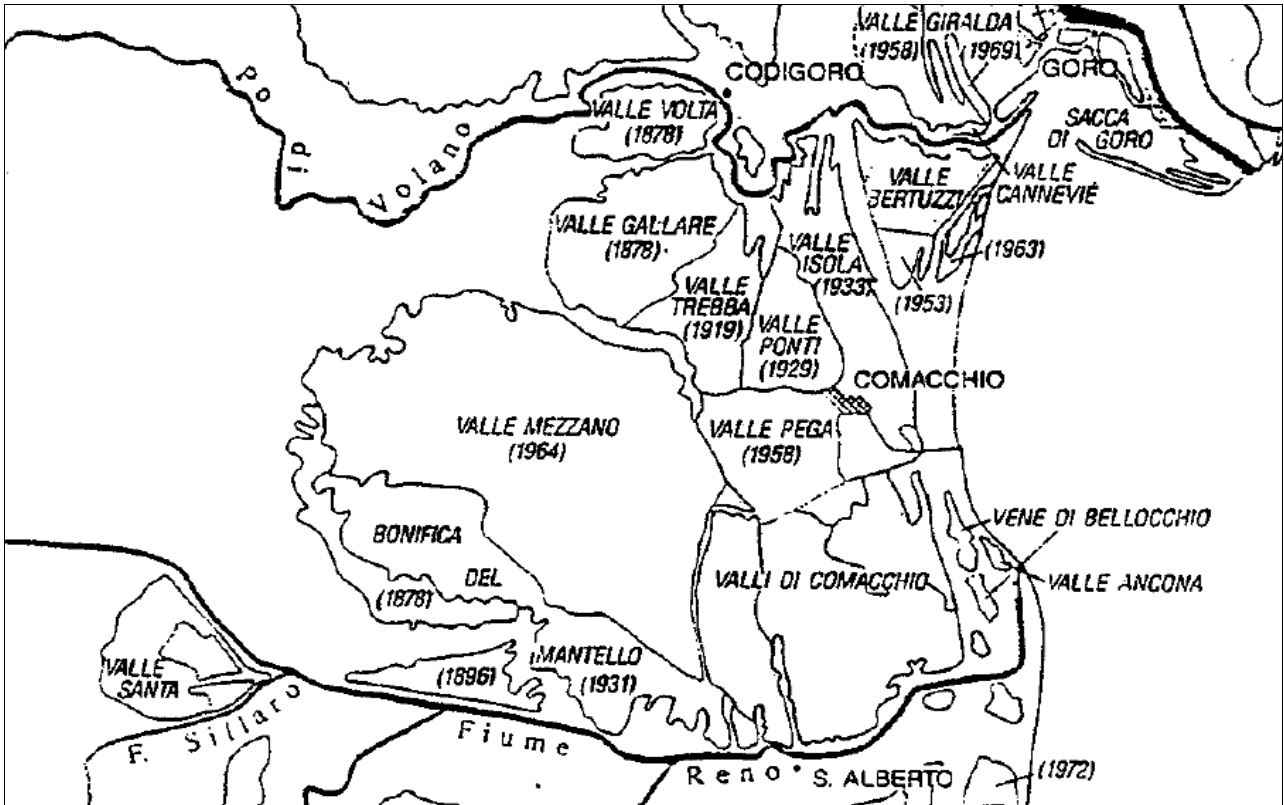 VALLE GIRALDA
(1958) (1969)
CODIGORO
GORO
SACCA
DI GORO
Po di Volano
VALLE VOLTA
(1878)
VALLE
BERTUZZI
VALLE
CANNEVIÉ
(1963)
(1953)
VALLE GALLARE
(1878)
VALLE
ISOLA
(1933)
VALLE
TREBBA
(1919)
VALLE
PONTI
(1929)
COMACCHIO
VALLE MEZZANO
(1964)
VALLE PEGA
(1958)
BONIFICA
DEL
MANTELLO
(1931)
(1878)
(1896)
VENE DI BELLOCCHIO
VALLI DI COMACCHIO
VALLE ANCONA
VALLE
SANTA
F. Sillaro
Fiume Reno
S. ALBERTO
(1972)